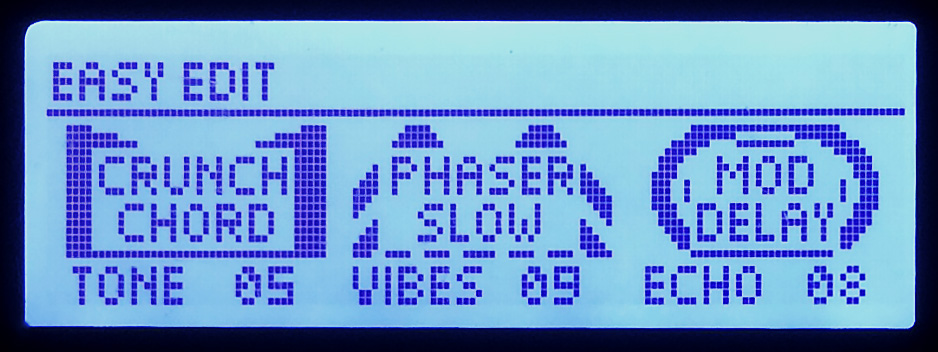 EASY EDIT
CRUNCH CHORD
PHASER SLOW
MOD DELAY
TONE 05 VIBES 09 ECHO 08